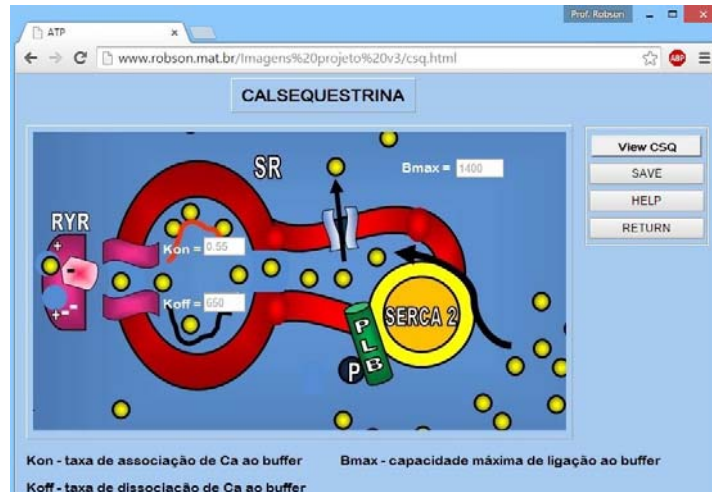 Prof. Robson
ATP
www.robson.mat.br/Imagens%20projeto%20v3/csq.html
ABP
CALSEQUESTRINA
View CSQ
SAVE
HELP
RETURN
SR
Bmax = 1400
RYR
Kon = 0.55
Koff = 650
SERCA 2
PLB
P
Kon - taxa de associação de Ca ao buffer
Bmax - capacidade máxima de ligação ao buffer
Koff - taxa de dissociação de Ca ao buffer